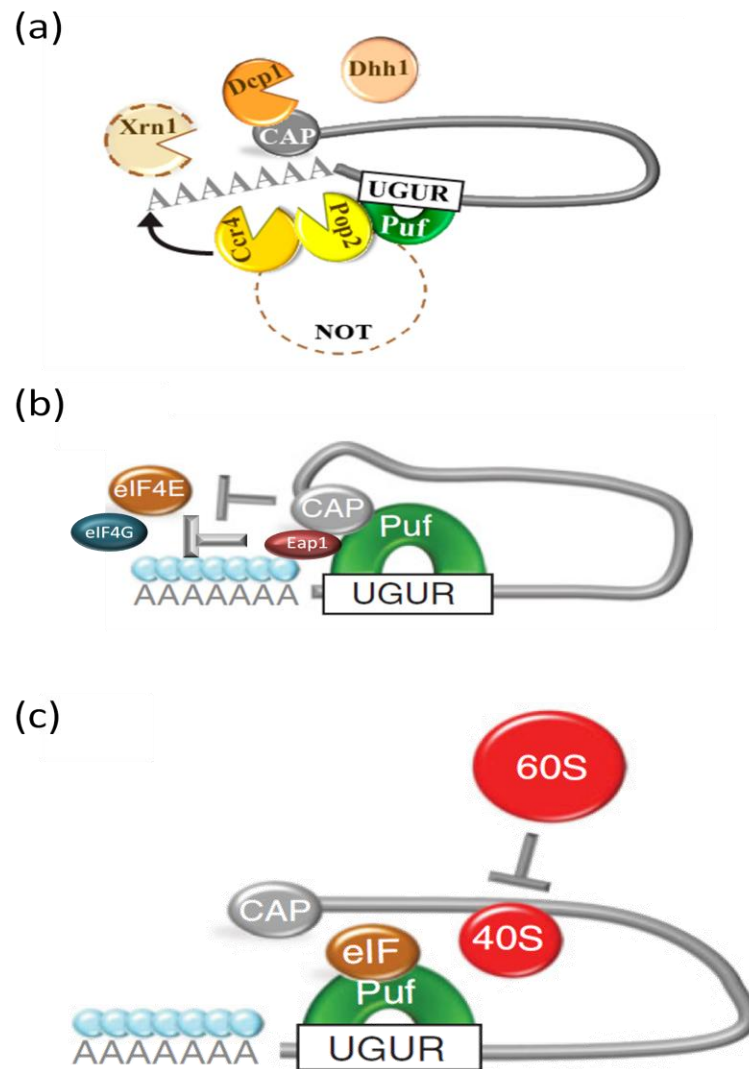 (a)
Dcp1
Dhh1
Xrn1
CAP
AAAAAAA
UGUR
Puf
Ccr4
Pop2
NOT
(b)
eIF4E
CAP
Puf
eIF4G
Eap1
AAAAAAA
UGUR
(c)
60S
CAP
40S
eIF
Puf
AAAAAAA
UGUR